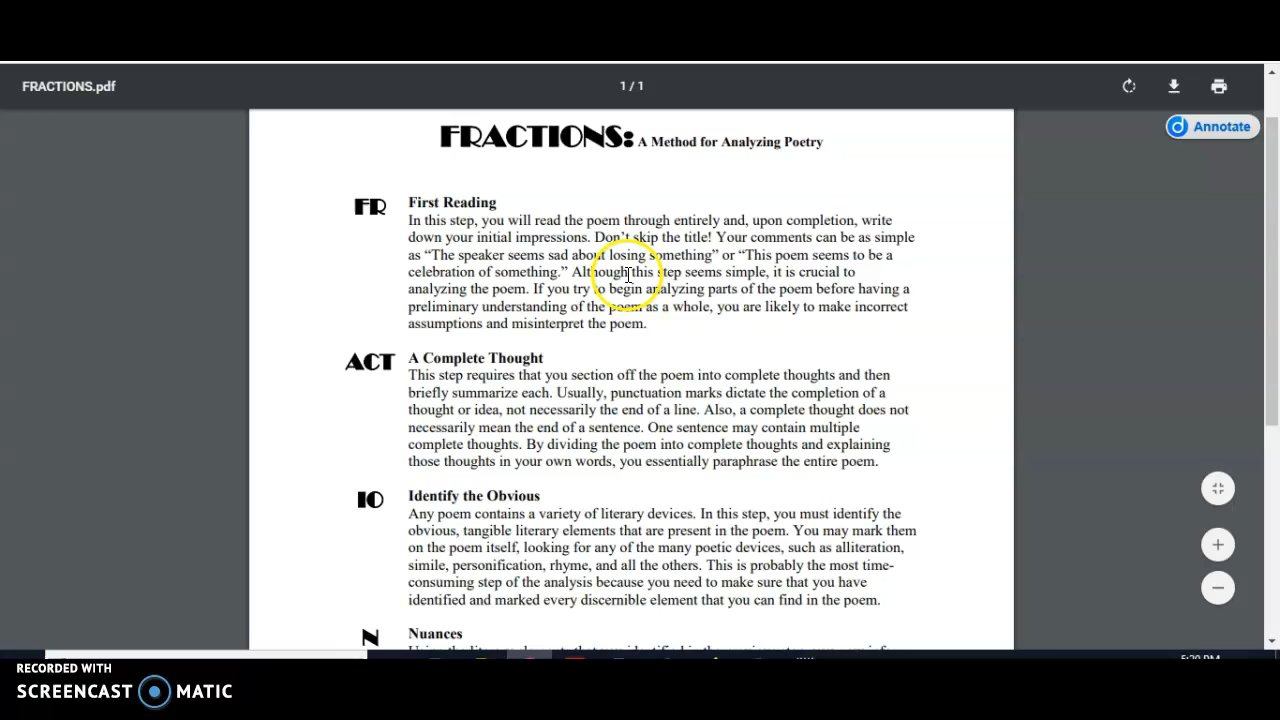 FRACTIONS.pdf
1 / 1
Annotate
FRACTIONS: A Method for Analyzing Poetry
FR
First Reading
In this step, you will read the poem through entirely and, upon completion, write
down your initial impressions. Don’t skip the title! Your comments can be as simple
as “The speaker seems sad about losing something” or “This poem seems to be a
celebration of something.” Although this step seems simple, it is crucial to
analyzing the poem. If you try to begin analyzing parts of the poem before having a
preliminary understanding of the poem as a whole, you are likely to make incorrect
assumptions and misinterpret the poem.
ACT
A Complete Thought
This step requires that you section off the poem into complete thoughts and then
briefly summarize each. Usually, punctuation marks dictate the completion of a
thought or idea, not necessarily the end of a line. Also, a complete thought does not
necessarily mean the end of a sentence. One sentence may contain multiple
complete thoughts. By dividing the poem into complete thoughts and explaining
those thoughts in your own words, you essentially paraphrase the entire poem.
IO
Identify the Obvious
Any poem contains a variety of literary devices. In this step, you must identify the
obvious, tangible literary elements that are present in the poem. You may mark them
on the poem itself, looking for any of the many poetic devices, such as alliteration,
simile, personification, rhyme, and all the others. This is probably the most time-
consuming step of the analysis because you need to make sure that you have
identified and marked every discernible element that you can find in the poem.
N
Nuances
RECORDED WITH
SCREENCAST MATIC